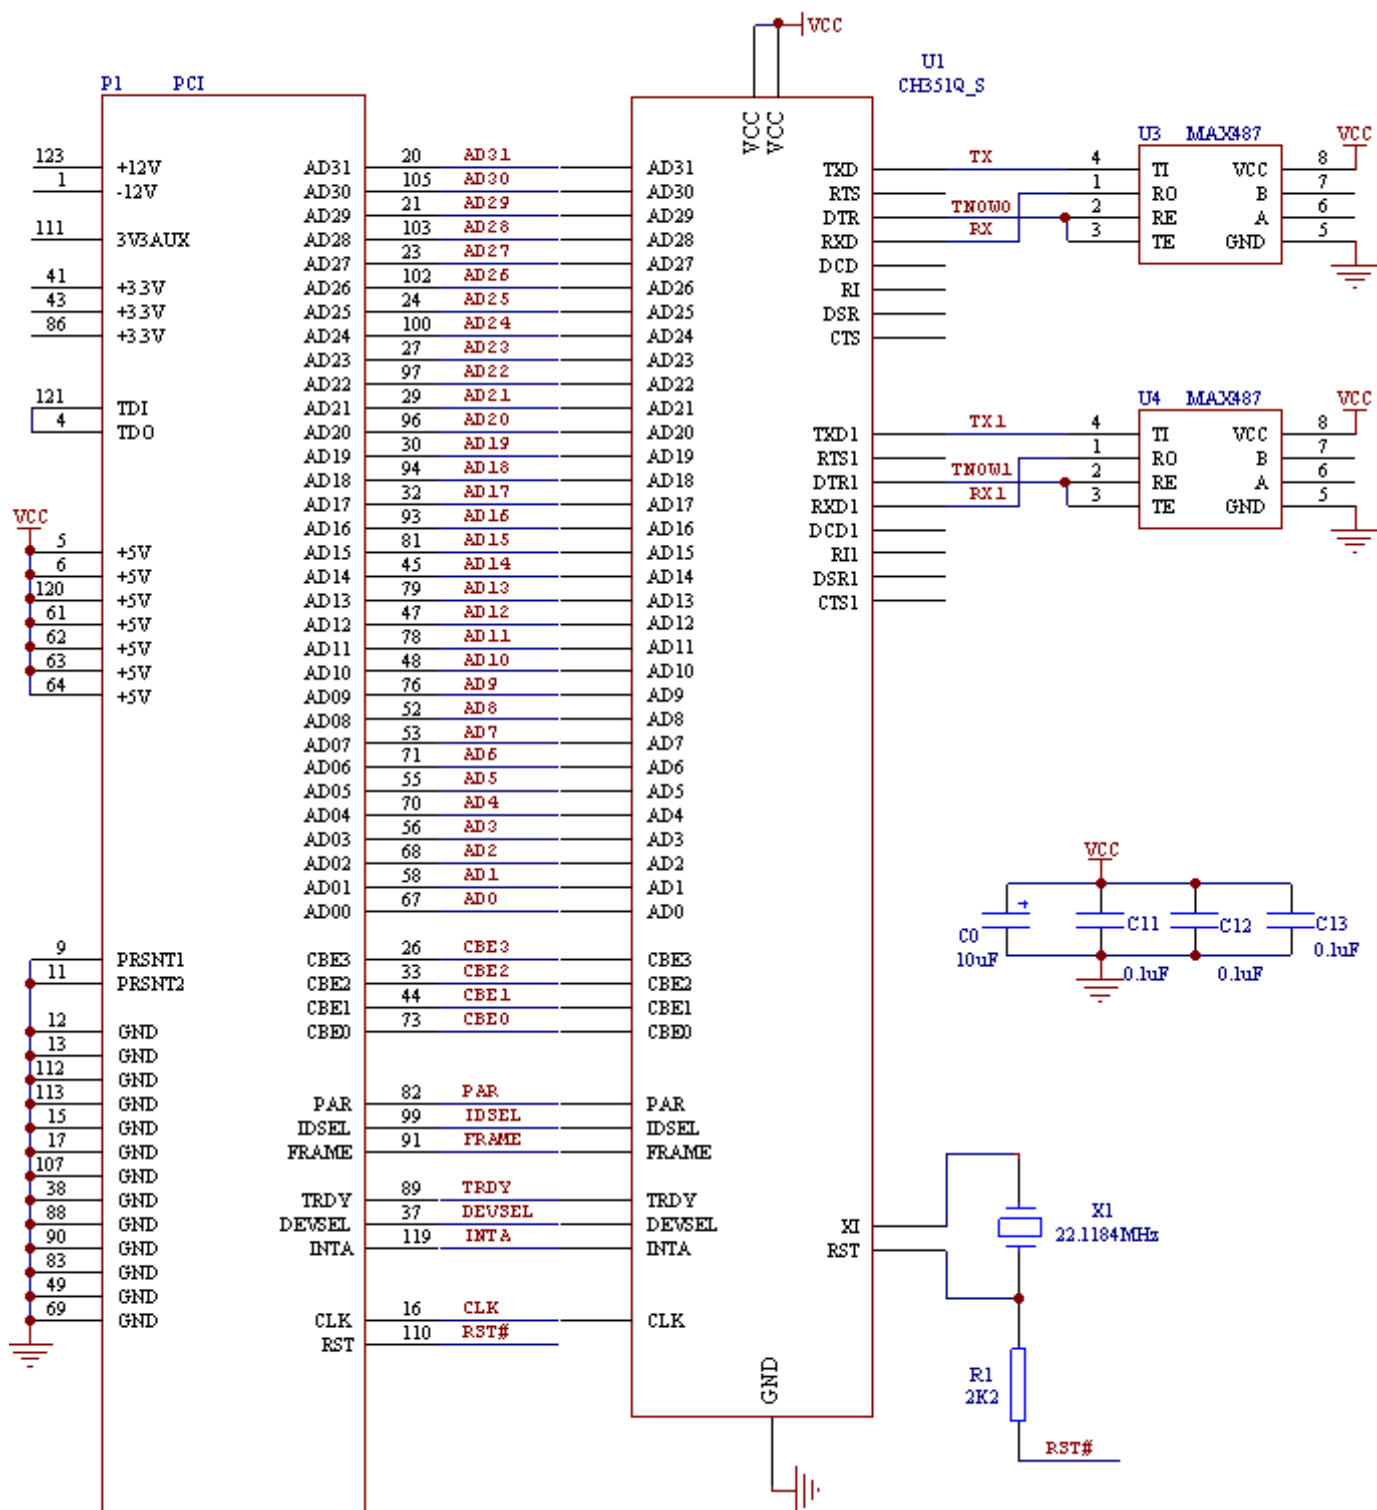 VCC
U1
CH351Q_S
P1 PCI
VCC
VCC
U3 MAX487
VCC
123 +12V
1 -12V
111 3V3AUX
41 +3.3V
43 +3.3V
86 +3.3V
121 TDI
4 TDO
VCC
5 +5V
6 +5V
120 +5V
61 +5V
62 +5V
63 +5V
64 +5V
9 PRSNT1
11 PRSNT2
12 GND
13 GND
112 GND
113 GND
15 GND
17 GND
107 GND
38 GND
88 GND
90 GND
83 GND
49 GND
69 GND
AD31 20 AD31 AD31
AD30 105 AD30 AD30
AD29 21 AD29 AD29
AD28 103 AD28 AD28
AD27 23 AD27 AD27
AD26 102 AD26 AD26
AD25 24 AD25 AD25
AD24 100 AD24 AD24
AD23 27 AD23 AD23
AD22 97 AD22 AD22
AD21 29 AD21 AD21
AD20 96 AD20 AD20
AD19 30 AD19 AD19
AD18 94 AD18 AD18
AD17 32 AD17 AD17
AD16 93 AD16 AD16
AD15 81 AD15 AD15
AD14 45 AD14 AD14
AD13 79 AD13 AD13
AD12 47 AD12 AD12
AD11 78 AD11 AD11
AD10 48 AD10 AD10
AD09 76 AD9 AD9
AD08 52 AD8 AD8
AD07 53 AD7 AD7
AD06 71 AD6 AD6
AD05 55 AD5 AD5
AD04 70 AD4 AD4
AD03 56 AD3 AD3
AD02 68 AD2 AD2
AD01 58 AD1 AD1
AD00 67 AD0 AD0
CBE3 26 CBE3 CBE3
CBE2 33 CBE2 CBE2
CBE1 44 CBE1 CBE1
CBE0 73 CBE0 CBE0
PAR 82 PAR PAR
IDSEL 99 IDSEL IDSEL
FRAME 91 FRAME FRAME
TRDY 89 TRDY TRDY
DEVSEL 37 DEVSEL DEVSEL
INTA 119 INTA INTA
CLK 16 CLK CLK
RST 110 RST#
TXD TX 4 TI VCC 8
RTS 1 RO B 7
DTR TNOW0 2 RE A 6
RXD RX 3 TE GND 5
DCD
RI
DSR
CTS
U4 MAX487
VCC
TXD1 TX1 4 TI VCC 8
RTS1 1 RO B 7
DTR1 TNOW1 2 RE A 6
RXD1 RX1 3 TE GND 5
DCD1
RI1
DSR1
CTS1
VCC
+
C0 C11 C12 C13
10uF 0.1uF 0.1uF 0.1uF
XI
RST
X1
22.1184MHz
GND
R1
2K2
RST#